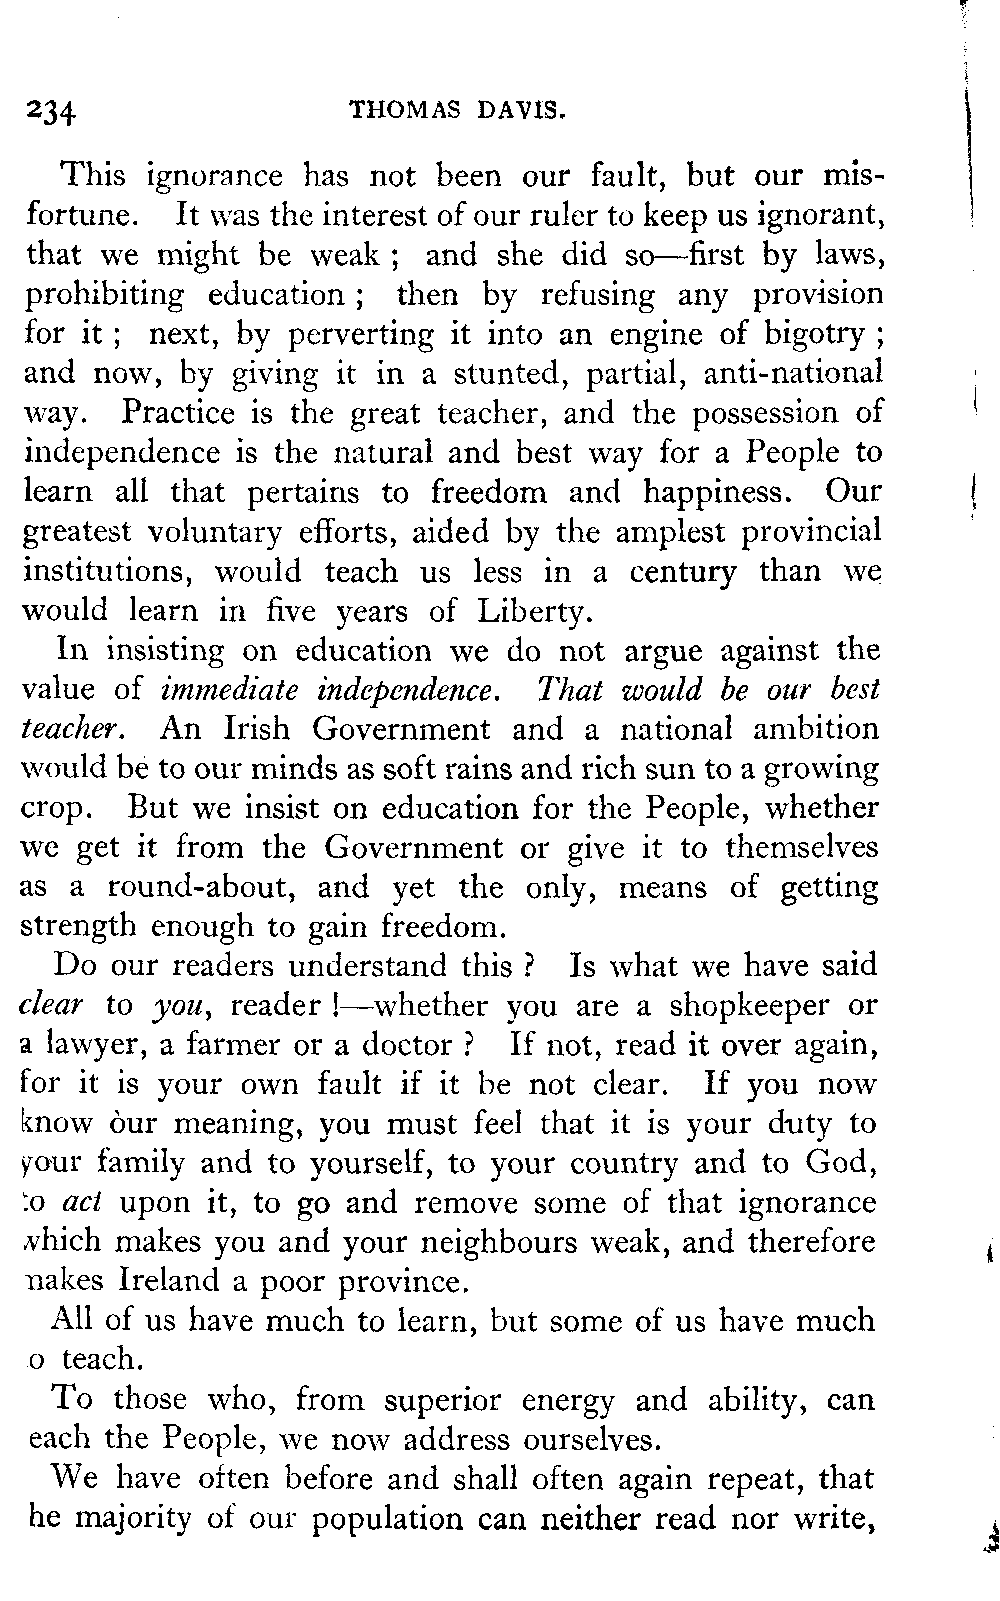 234 THOMAS DAVIS.
This ignorance has not been our fault, but our mis-
fortune. It was the interest of our ruler to keep us ignorant,
that we might be weak ; and she did so—first by laws,
prohibiting education ; then by refusing any provision
for it ; next, by perverting it into an engine of bigotry ;
and now, by giving it in a stunted, partial, anti-national
way. Practice is the great teacher, and the possession of
independence is the natural and best way for a People to
learn all that pertains to freedom and happiness. Our
greatest voluntary efforts, aided by the amplest provincial
institutions, would teach us less in a century than we
would learn in five years of Liberty.
In insisting on education we do not argue against the
value of immediate independence. That would be our best
teacher. An Irish Government and a national ambition
would be to our minds as soft rains and rich sun to a growing
crop. But we insist on education for the People, whether
we get it from the Government or give it to themselves
as a round-about, and yet the only, means of getting
strength enough to gain freedom.
Do our readers understand this ? Is what we have said
clear to you, reader !—whether you are a shopkeeper or
a lawyer, a farmer or a doctor ? If not, read it over again,
for it is your own fault if it be not clear. If you now
know our meaning, you must feel that it is your duty to
your family and to yourself, to your country and to God,
to act upon it, to go and remove some of that ignorance
which makes you and your neighbours weak, and therefore
nakes Ireland a poor province.
All of us have much to learn, but some of us have much
o teach.
To those who, from superior energy and ability, can
each the People, we now address ourselves.
We have often before and shall often again repeat, that
he majority of our population can neither read nor write,